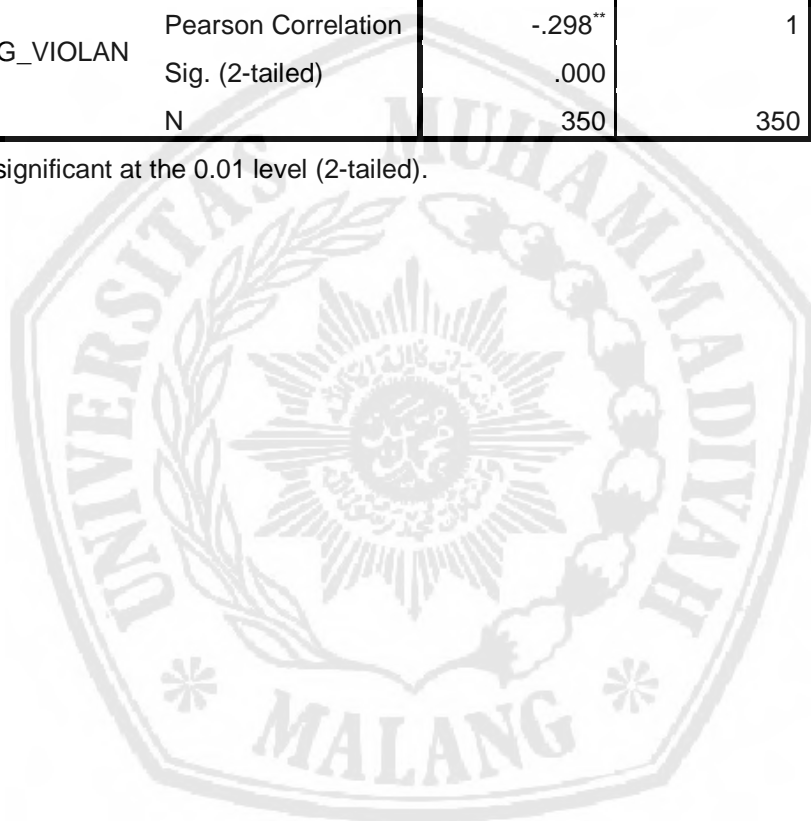 Pearson Correlation -.298** 1
G_VIOLAN
Sig. (2-tailed) .000
N 350 350
significant at the 0.01 level (2-tailed).
UNIVERSITAS MUHAMMADIYAH
MALANG